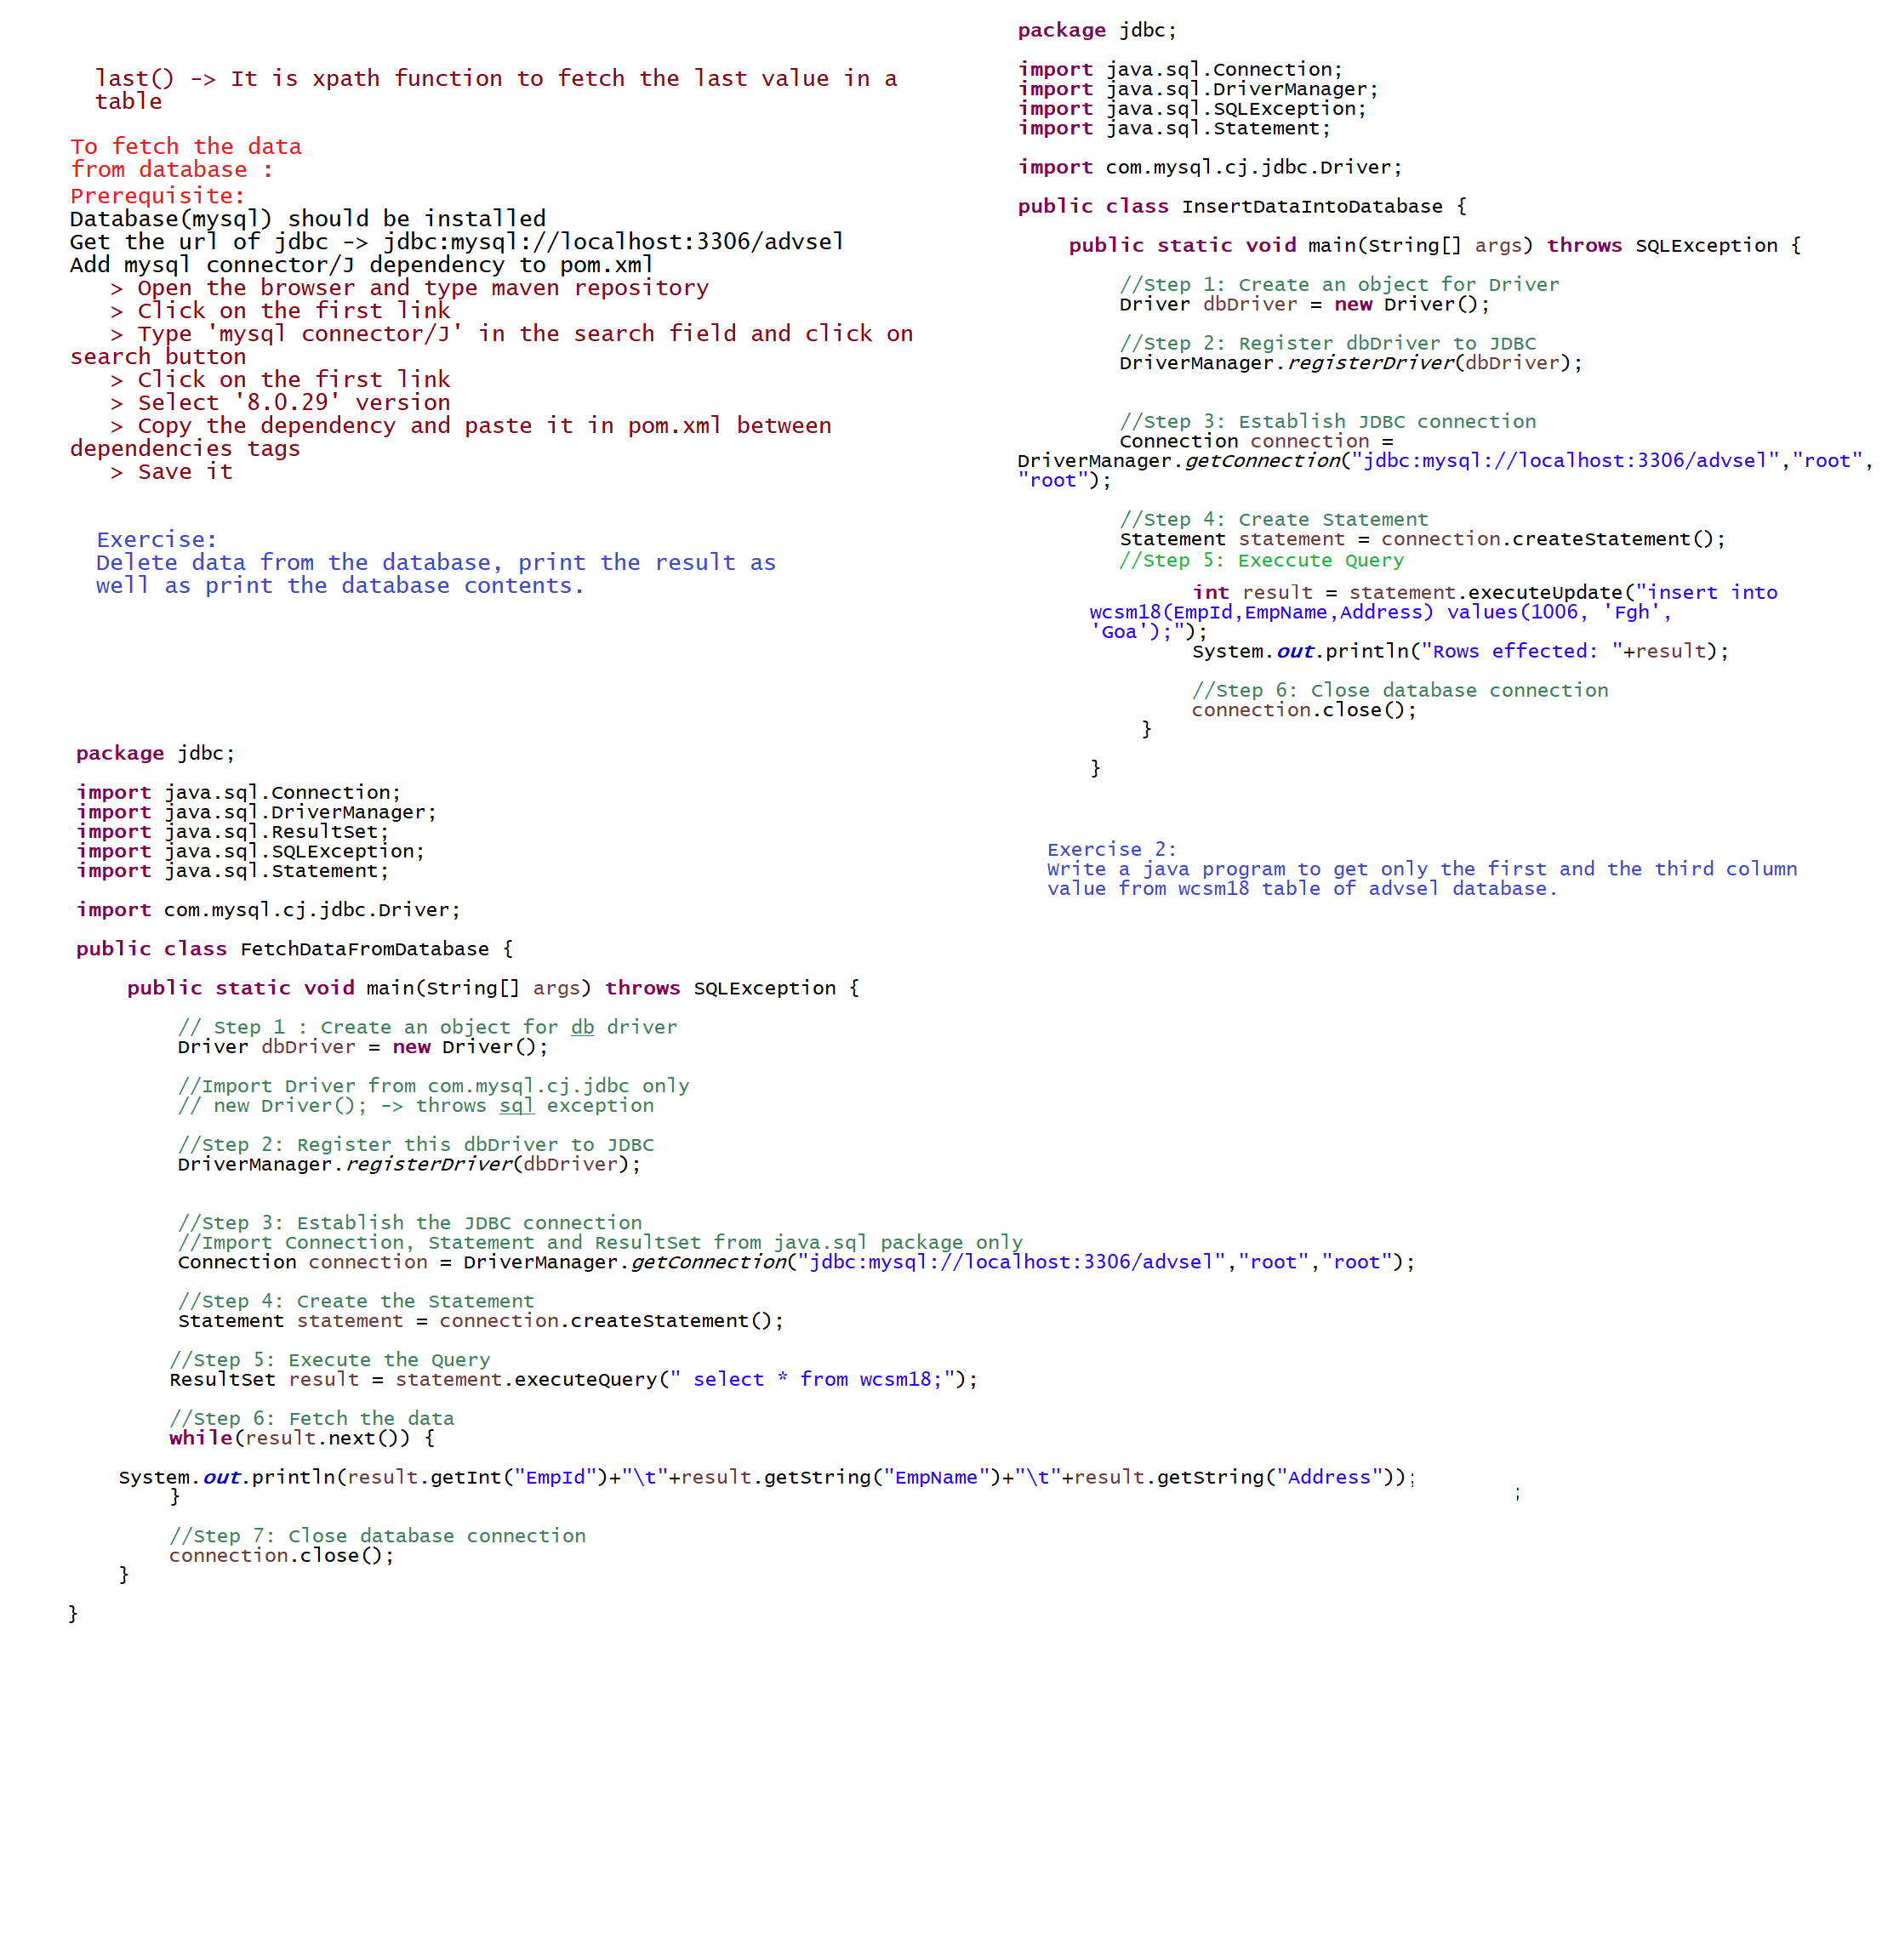 last() -> It is xpath function to fetch the last value in a
table
To fetch the data
from database :
Prerequisite:
Database(mysql) should be installed
Get the url of jdbc -> jdbc:mysql://localhost:3306/advsel
Add mysql connector/J dependency to pom.xml
> Open the browser and type maven repository
> Click on the first link
> Type 'mysql connector/J' in the search field and click on
search button
> Click on the first link
> Select '8.0.29' version
> Copy the dependency and paste it in pom.xml between
dependencies tags
> Save it
Exercise:
Delete data from the database, print the result as
well as print the database contents.
package jdbc;
import java.sql.Connection;
import java.sql.DriverManager;
import java.sql.ResultSet;
import java.sql.SQLException;
import java.sql.Statement;
import com.mysql.cj.jdbc.Driver;
public class FetchDataFromDatabase {
public static void main(String[] args) throws SQLException {
// Step 1 : Create an object for db driver
Driver dbDriver = new Driver();
//Import Driver from com.mysql.cj.jdbc only
// new Driver(); -> throws sql exception
//Step 2: Register this dbDriver to JDBC
DriverManager.registerDriver(dbDriver);
//Step 3: Establish the JDBC connection
//Import Connection, Statement and ResultSet from java.sql package only
Connection connection = DriverManager.getConnection("jdbc:mysql://localhost:3306/advsel","root","root");
//Step 4: Create the Statement
Statement statement = connection.createStatement();
//Step 5: Execute the Query
ResultSet result = statement.executeQuery(" select * from wcsm18;");
//Step 6: Fetch the data
while(result.next()) {
System.out.println(result.getInt("EmpId")+"\t"+result.getString("EmpName")+"\t"+result.getString("Address"));
;
}
//Step 7: Close database connection
connection.close();
}
}
package jdbc;
import java.sql.Connection;
import java.sql.DriverManager;
import java.sql.SQLException;
import java.sql.Statement;
import com.mysql.cj.jdbc.Driver;
public class InsertDataIntoDatabase {
public static void main(String[] args) throws SQLException {
//Step 1: Create an object for Driver
Driver dbDriver = new Driver();
//Step 2: Register dbDriver to JDBC
DriverManager.registerDriver(dbDriver);
//Step 3: Establish JDBC connection
Connection connection =
DriverManager.getConnection("jdbc:mysql://localhost:3306/advsel","root",
"root");
//Step 4: Create Statement
Statement statement = connection.createStatement();
//Step 5: Execcute Query
int result = statement.executeUpdate("insert into
wcsm18(EmpId,EmpName,Address) values(1006, 'Fgh',
'Goa');");
System.out.println("Rows effected: "+result);
//Step 6: Close database connection
connection.close();
}
}
Exercise 2:
Write a java program to get only the first and the third column
value from wcsm18 table of advsel database.